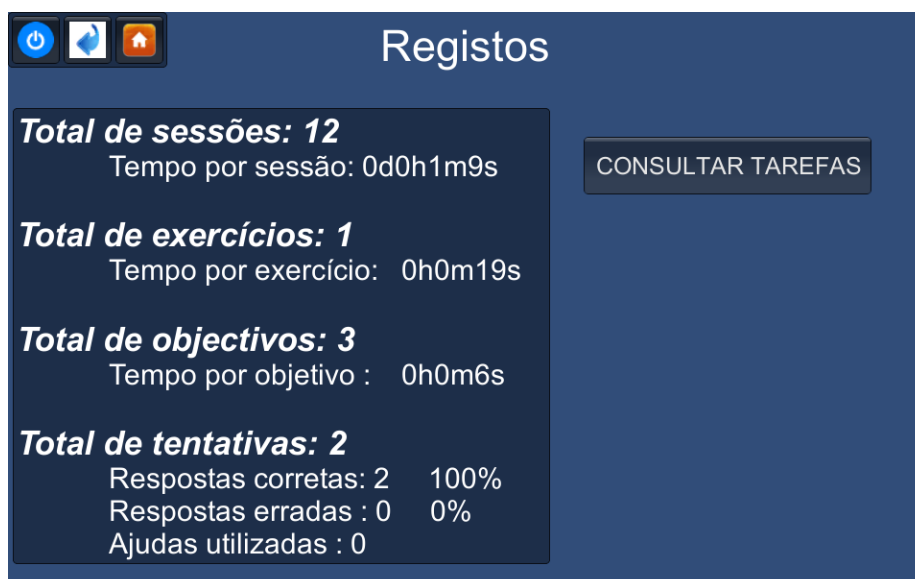 Registos
Total de sessões: 12
Tempo por sessão: 0d0h1m9s
CONSULTAR TAREFAS
Total de exercícios: 1
Tempo por exercício: 0h0m19s
Total de objectivos: 3
Tempo por objetivo : 0h0m6s
Total de tentativas: 2
Respostas corretas: 2 100%
Respostas erradas : 0 0%
Ajudas utilizadas : 0